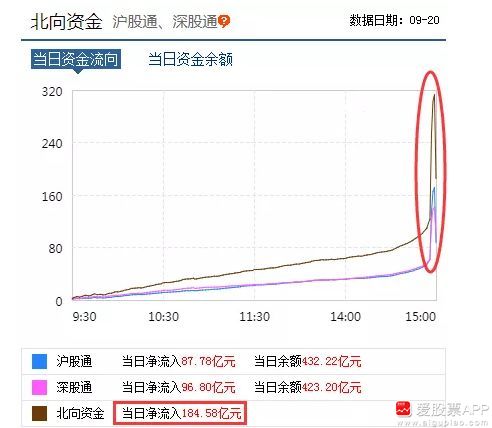 北向资金 沪股通、深股通? 数据日期：09-20
当日资金流向 当日资金余额
320
240
160
80
0
9:30 10:30 11:30 14:00 15:00
沪股通 当日净流入87.78亿元 当日余额432.22亿元
深股通 当日净流入96.80亿元 当日余额423.20亿元
北向资金 当日净流入184.58亿元
爱股票APP
www.aigupiao.com